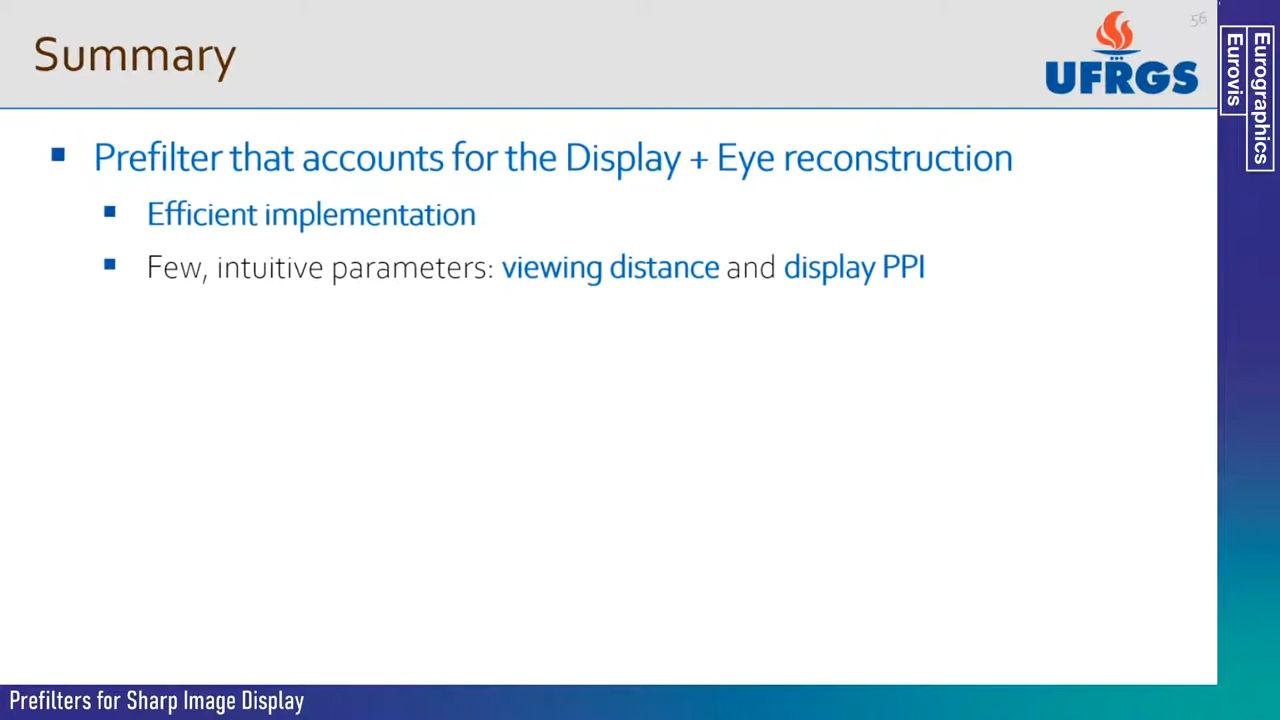 56
Summary
UFRGS
Eurographics
Eurovis
Prefilter that accounts for the Display + Eye reconstruction
Efficient implementation
Few, intuitive parameters: viewing distance and display PPI
Prefilters for Sharp Image Display